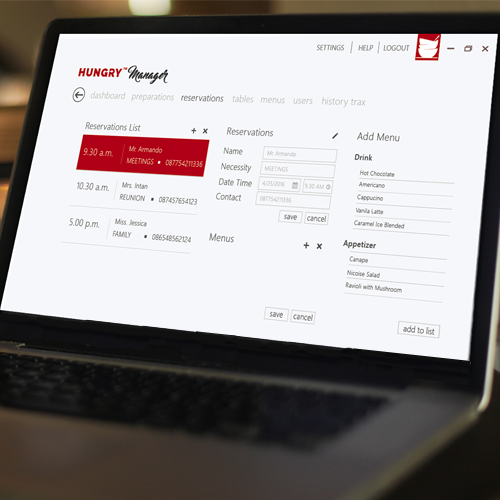 SETTINGS | HELP | LOGOUT
HUNGRY™ Manager
dashboard preparations reservations tables menus users history trax
Reservations List + ×
9.30 a.m. Mr. Armando
MEETINGS ▪ 087754211336
10.30 a.m. Mrs. Intan
REUNION ▪ 087457654123
5.00 p.m. Miss. Jessica
FAMILY ▪ 086548562124
Reservations
Name Mr. Armando
Necessity MEETINGS
Date Time 4/25/2016 9.30 AM
Contact 087754211336
save cancel
Menus + ×
save cancel
Add Menu
Drink
Hot Chocolate
Americano
Cappucino
Vanila Latte
Caramel Ice Blended
Appetizer
Canape
Nicoise Salad
Ravioli with Mushroom
add to list